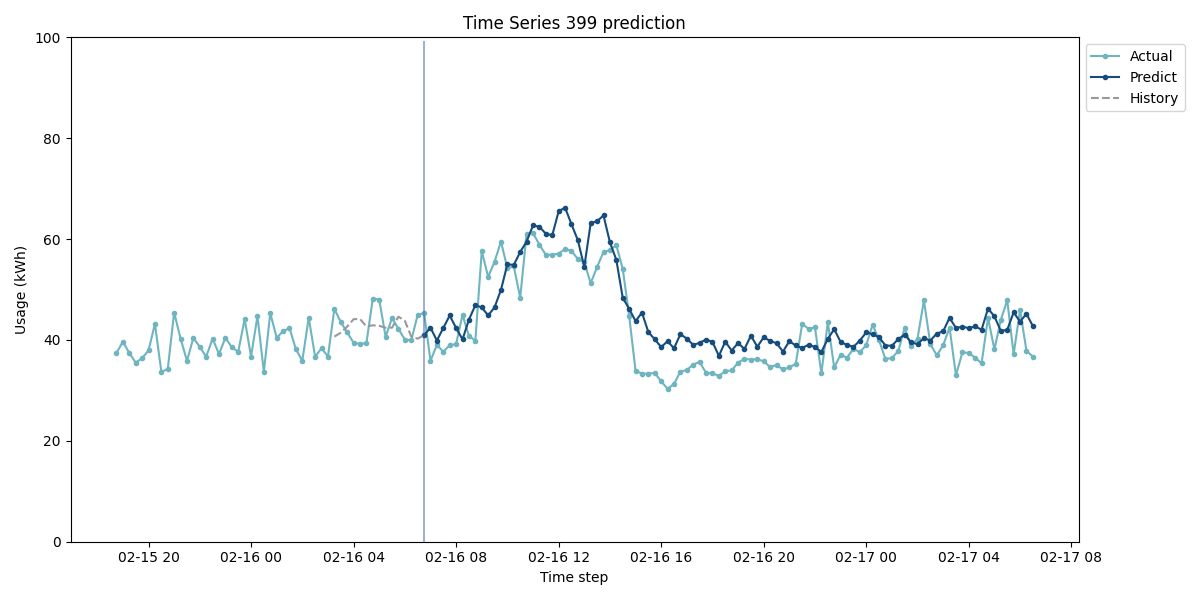 Time Series 399 prediction
Usage (kWh)
100
80
60
40
20
0
02-15 20
02-16 00
02-16 04
02-16 08
02-16 12
02-16 16
02-16 20
02-17 00
02-17 04
02-17 08
Time step
Actual
Predict
History